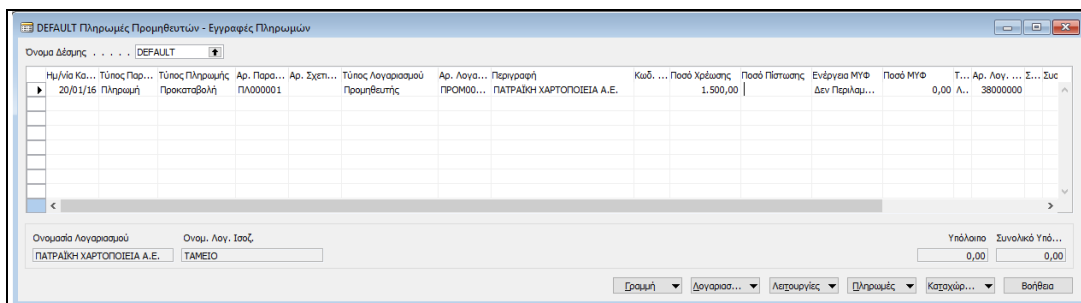 DEFAULT Πληρωμές Προμηθευτών - Εγγραφές Πληρωμών
Όνομα Δέσμης . . . . . DEFAULT
Ημ/νία Κα... Τύπος Παρ... Τύπος Πληρωμής Αρ. Παρα... Αρ. Σχετι... Τύπος Λογαριασμού Αρ. Λογα... Περιγραφή Κωδ. ... Ποσό Χρέωσης Ποσό Πίστωσης Ενέργεια ΜΥΦ Ποσό ΜΥΦ Τ... Αρ. Λογ. ... Σ... Συς
20/01/16 Πληρωμή Προκαταβολή ΠΛ000001 Προμηθευτής ΠΡΟΜ00... ΠΑΤΡΑΪΚΗ ΧΑΡΤΟΠΟΙΕΙΑ Α.Ε. 1.500,00 Δεν Περιλαμ... 0,00 Λ.. 38000000
Ονομασία Λογαριασμού Ονομ. Λογ. Ισοζ. Υπόλοιπο Συνολικό Υπό...
ΠΑΤΡΑΪΚΗ ΧΑΡΤΟΠΟΙΕΙΑ Α.Ε. ΤΑΜΕΙΟ 0,00 0,00
Γραμμή Λογαριασ... Λειτουργίες Πληρωμές Καταχώρ... Βοήθεια